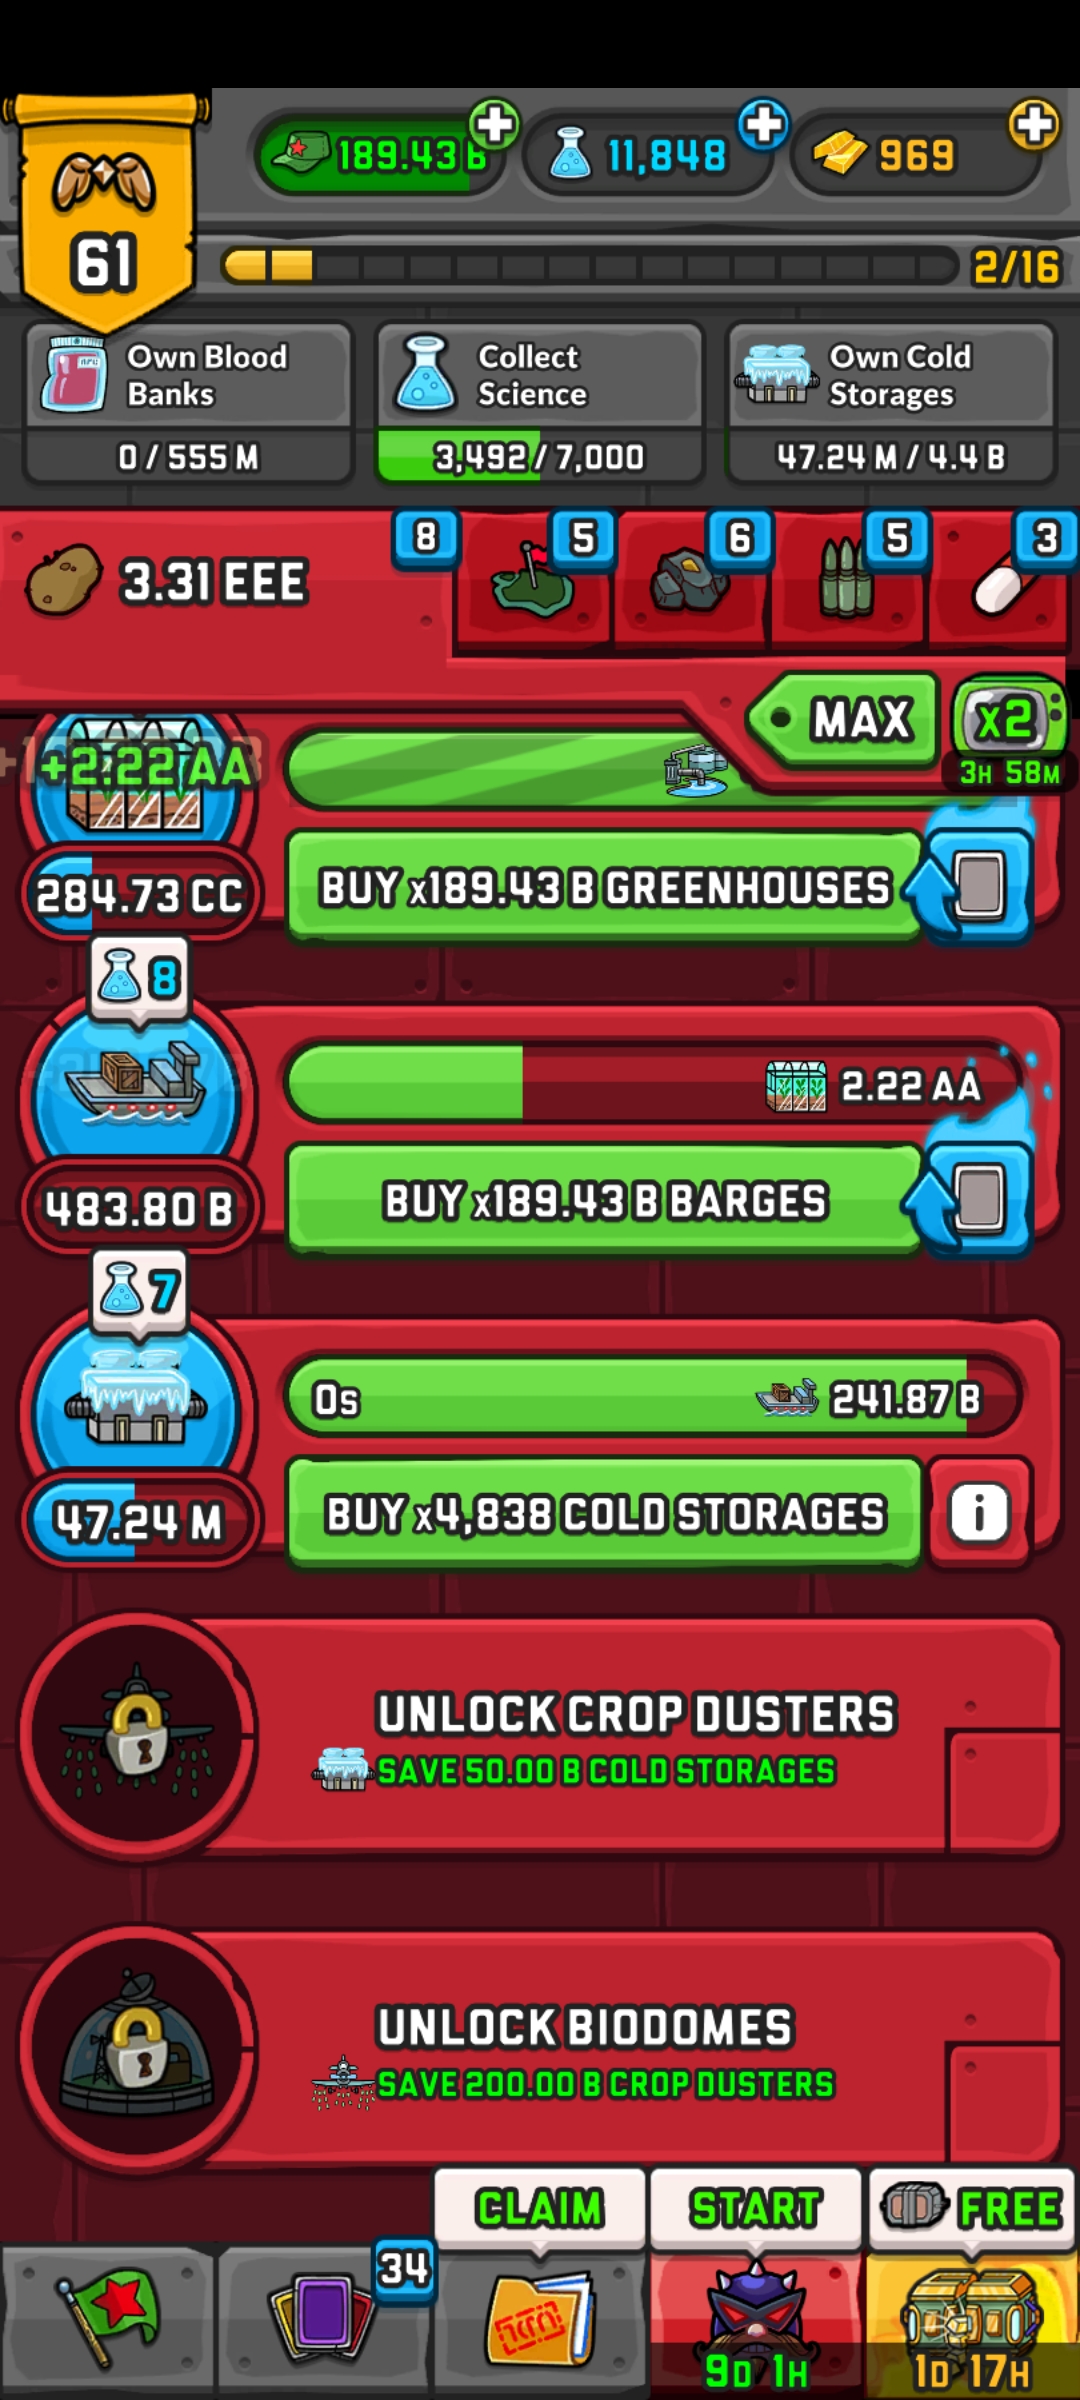 189.43 B
11,848
969
61
2/16
Own Blood
Banks
0 / 555 M
Collect
Science
3,492 / 7,000
Own Cold
Storages
47.24 M / 4.4 B
3.31 EEE
8
5
6
5
3
MAX
x2
3H 58M
+2.22 AA
284.73 CC
BUY x189.43 B GREENHOUSES
8
2.22 AA
483.80 B
BUY x189.43 B BARGES
7
0s
241.87 B
47.24 M
BUY x4,838 COLD STORAGES
i
UNLOCK CROP DUSTERS
SAVE 50.00 B COLD STORAGES
UNLOCK BIODOMES
SAVE 200.00 B CROP DUSTERS
CLAIM
START
FREE
34
9D 1H
1D 17H